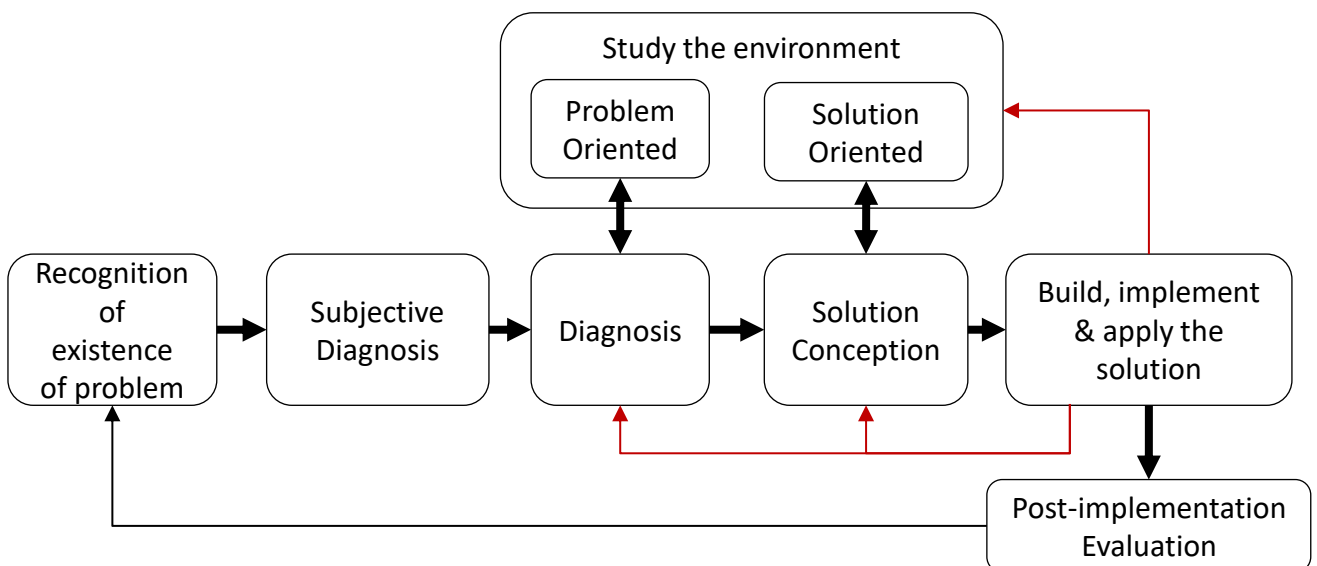 Study the environment
Problem
Oriented
Solution
Oriented
Recognition
of
existence
of problem
Subjective
Diagnosis
Diagnosis
Solution
Conception
Build, implement
& apply the
solution
Post-implementation
Evaluation